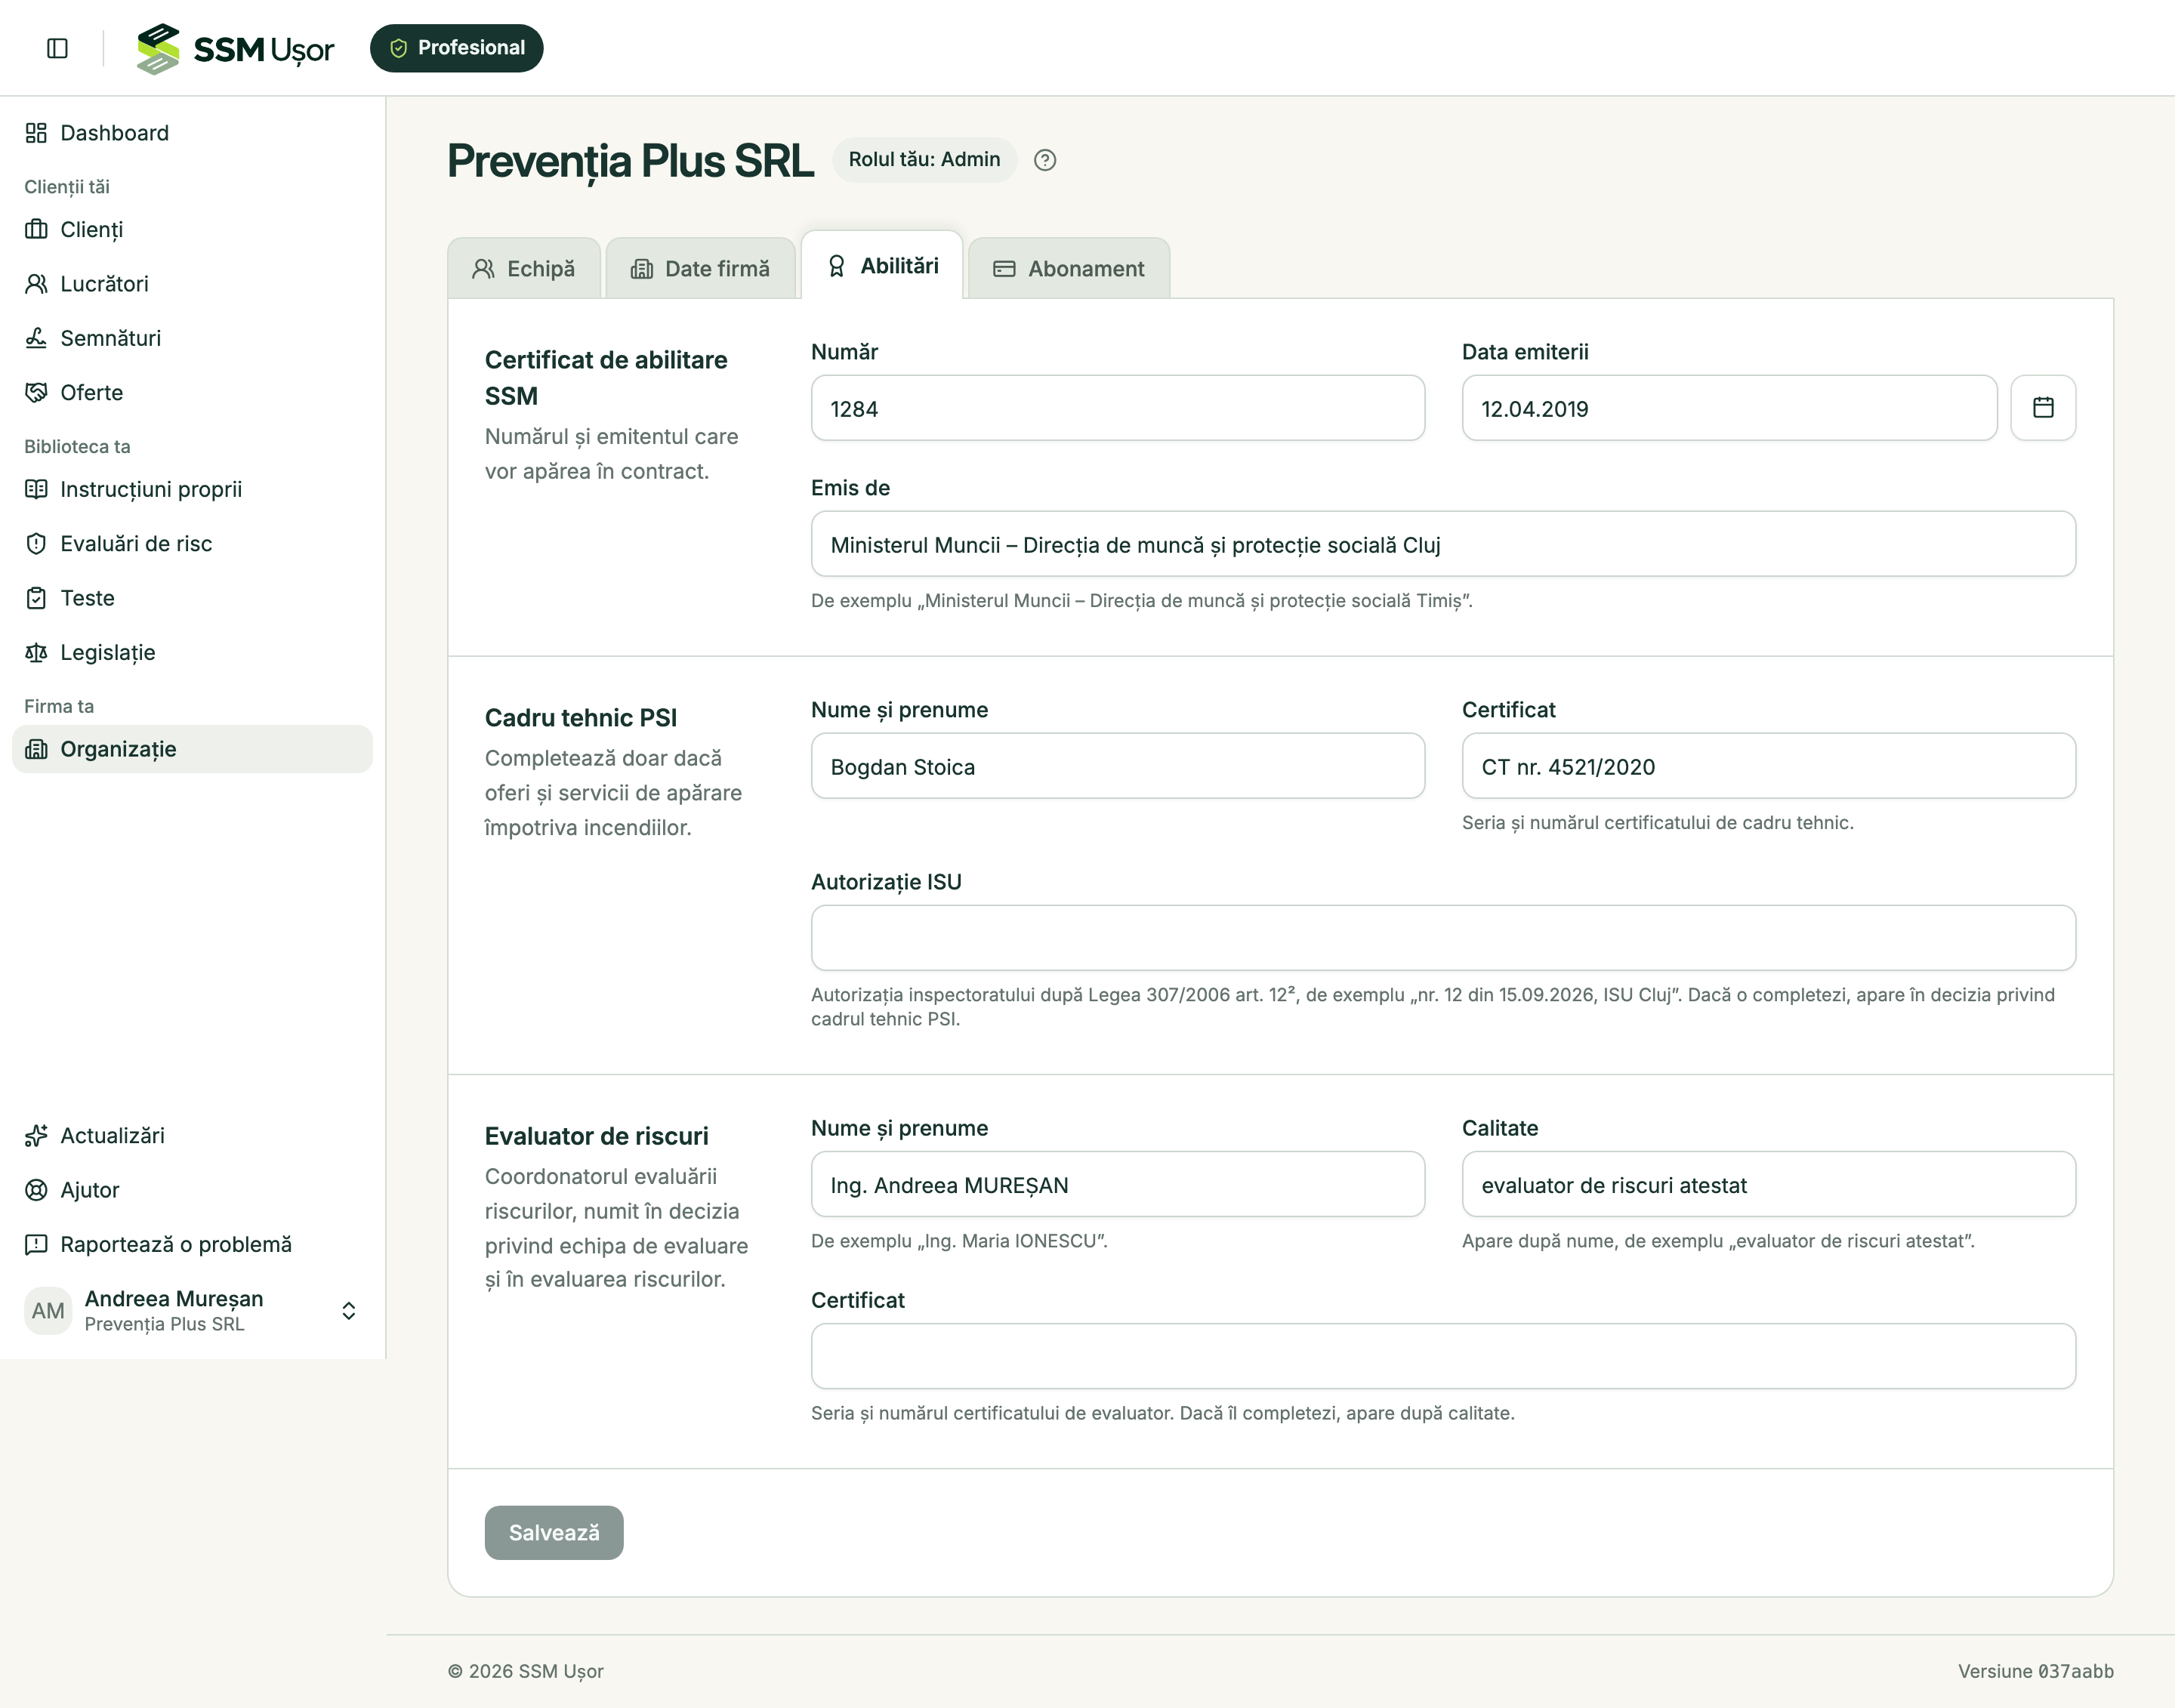 SSM Ușor
Profesional
Dashboard
Clienții tăi
Clienți
Lucrători
Semnături
Oferte
Biblioteca ta
Instrucțiuni proprii
Evaluări de risc
Teste
Legislație
Firma ta
Organizație
Actualizări
Ajutor
Raportează o problemă
AM
Andreea Mureșan
Prevenția Plus SRL
Prevenția Plus SRL
Rolul tău: Admin
Echipă
Date firmă
Abilitări
Abonament
Certificat de abilitare
SSM
Numărul și emitentul care
vor apărea în contract.
Număr
1284
Data emiterii
12.04.2019
Emis de
Ministerul Muncii – Direcția de muncă și protecție socială Cluj
De exemplu „Ministerul Muncii – Direcția de muncă și protecție socială Timiș”.
Cadru tehnic PSI
Completează doar dacă
oferi și servicii de apărare
împotriva incendiilor.
Nume și prenume
Bogdan Stoica
Certificat
CT nr. 4521/2020
Seria și numărul certificatului de cadru tehnic.
Autorizație ISU
Autorizația inspectoratului după Legea 307/2006 art. 12², de exemplu „nr. 12 din 15.09.2026, ISU Cluj”. Dacă o completezi, apare în decizia privind
cadrul tehnic PSI.
Evaluator de riscuri
Coordonatorul evaluării
riscurilor, numit în decizia
privind echipa de evaluare
și în evaluarea riscurilor.
Nume și prenume
Ing. Andreea MUREȘAN
De exemplu „Ing. Maria IONESCU”.
Calitate
evaluator de riscuri atestat
Apare după nume, de exemplu „evaluator de riscuri atestat”.
Certificat
Seria și numărul certificatului de evaluator. Dacă îl completezi, apare după calitate.
Salvează
© 2026 SSM Ușor
Versiune 037aabb